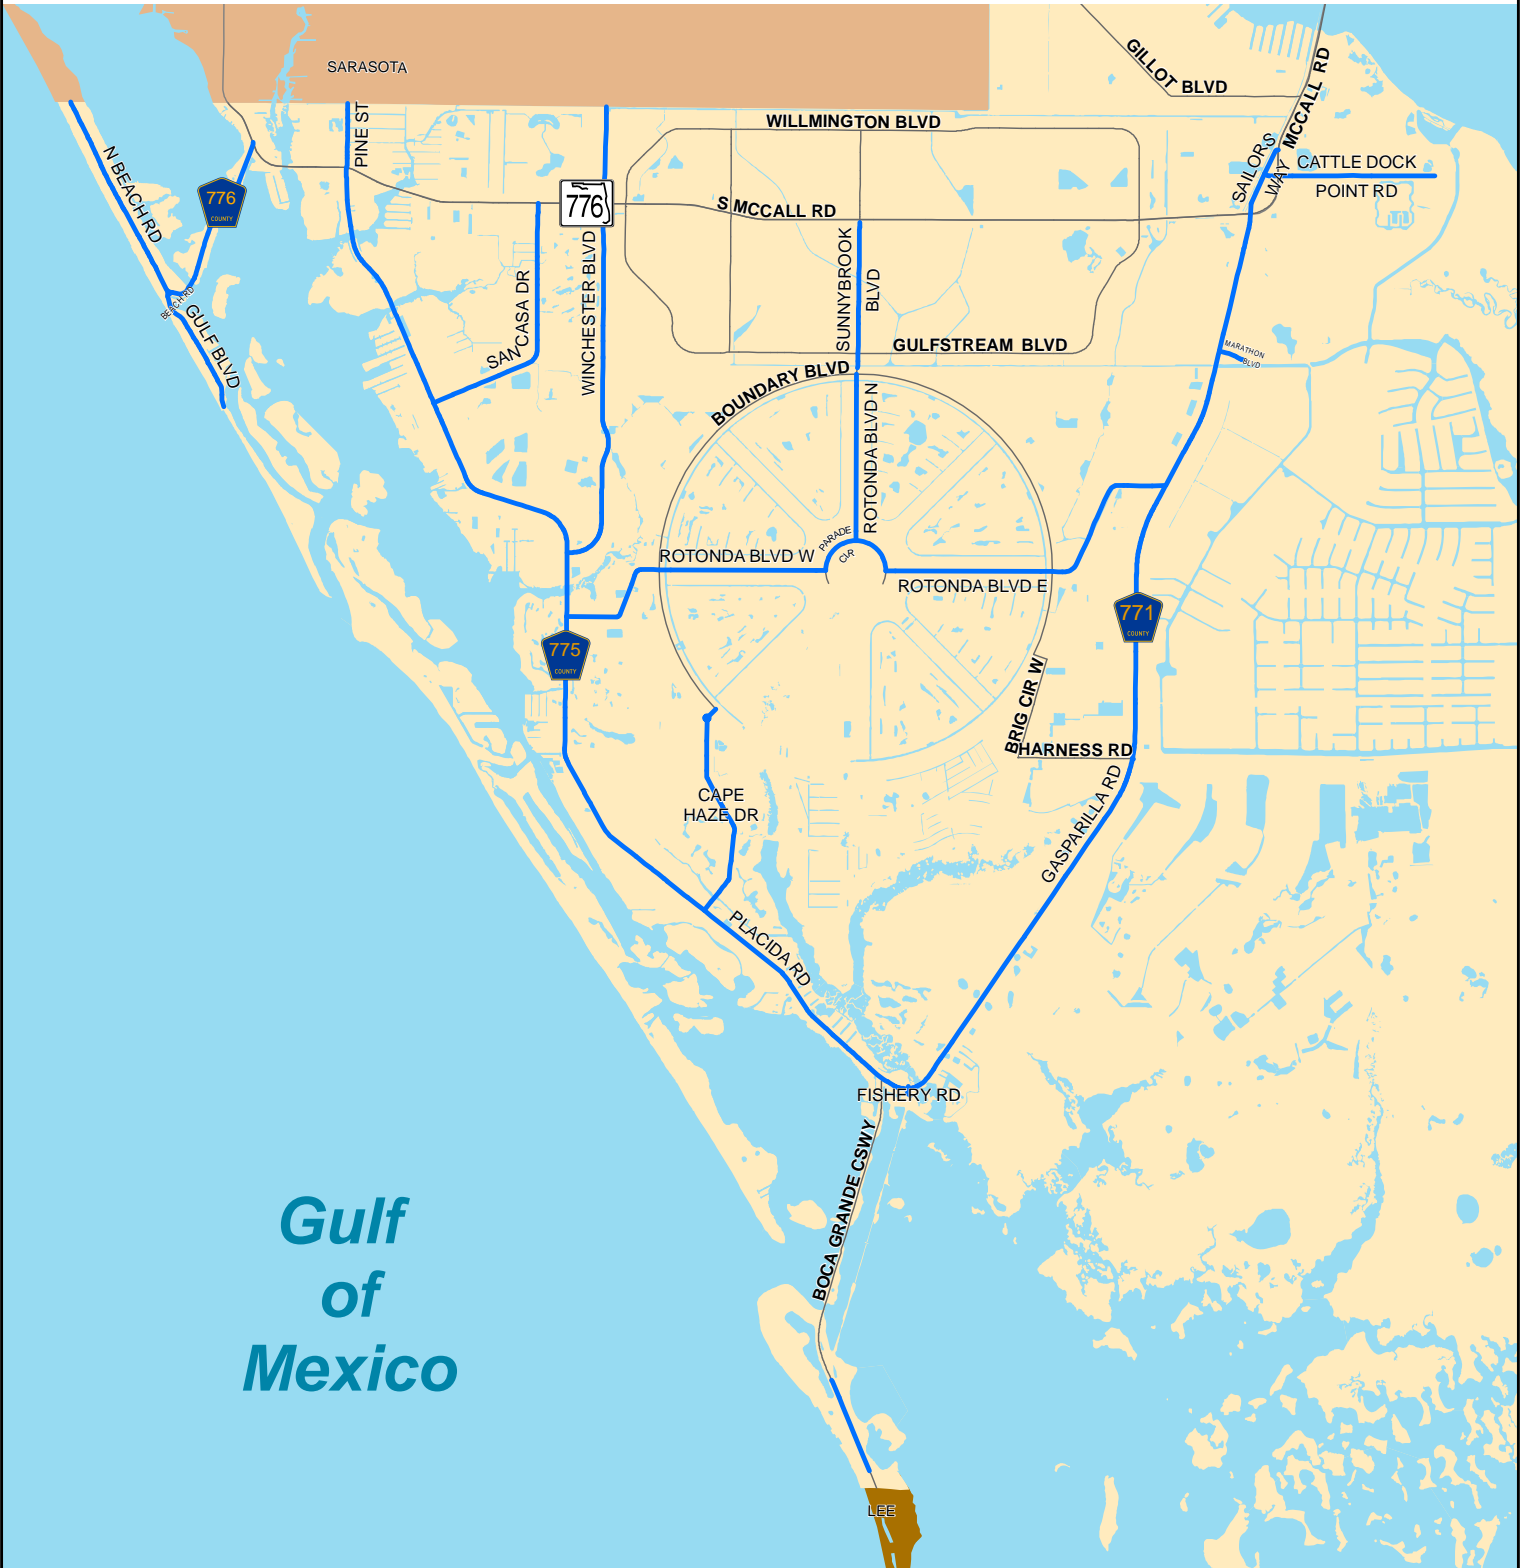 GILLOT BLVD
SARASOTA
MCCALL RD
WILLMINGTON BLVD
PINE ST
N BEACH RD
SAILORS
WAY
CATTLE DOCK
POINT RD
776
COUNTY
776
S MCCALL RD
SUNNYBROOK
BLVD
WINCHESTER BLVD
SAN CASA DR
BEACH RD
GULF BLVD
GULFSTREAM BLVD
MARATHON
BLVD
BOUNDARY BLVD
ROTONDA BLVD N
PARADE
CIR
ROTONDA BLVD W
ROTONDA BLVD E
771
COUNTY
775
COUNTY
BRIG CIR W
HARNESS RD
CAPE
HAZE DR
GASPARILLA RD
PLACIDA RD
FISHERY RD
BOCA GRANDE CSWY
Gulf
of
Mexico
LEE